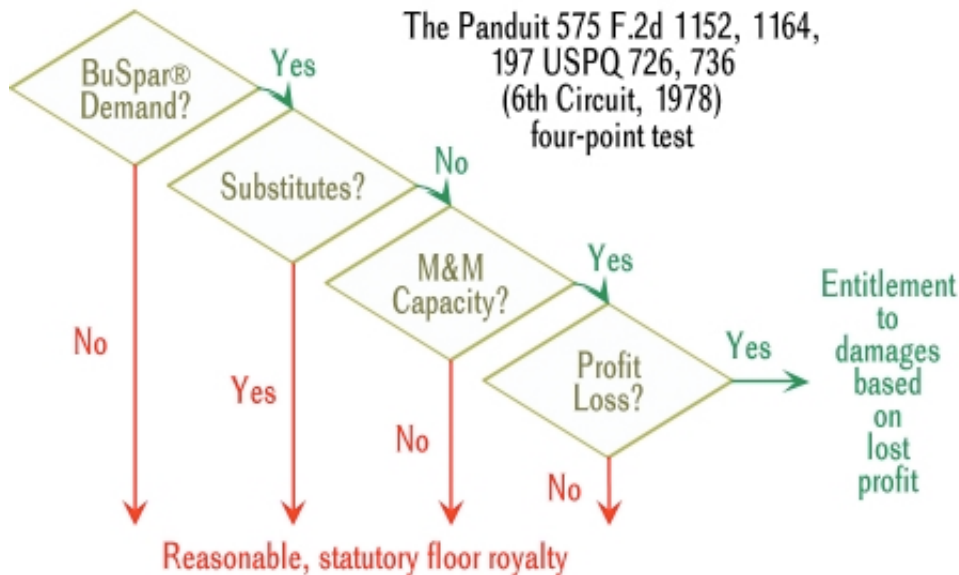 The Panduit 575 F.2d 1152, 1164,
197 USPQ 726, 736
(6th Circuit, 1978)
four-point test
BuSpar®
Demand?
Yes
Substitutes?
No
M&M
Capacity?
Yes
Profit
Loss?
Yes
Entitlement
to
damages
based
on
lost
profit
No
Yes
No
No
Reasonable, statutory floor royalty